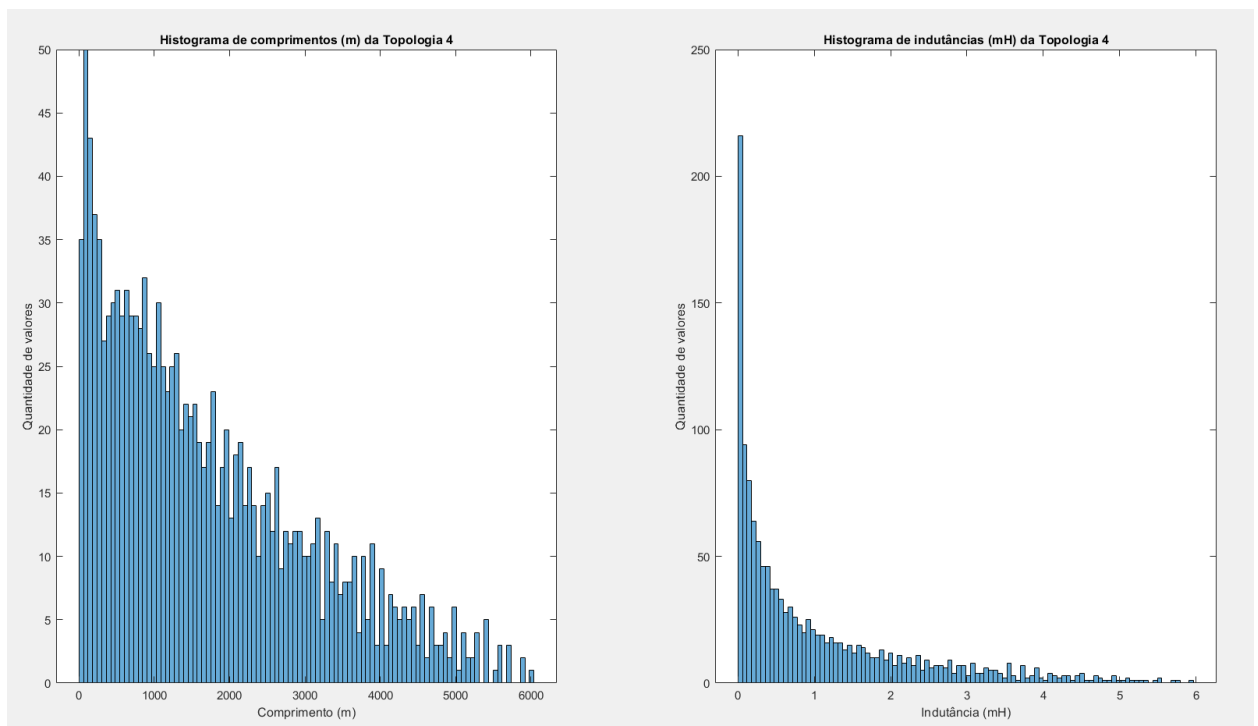 Histograma de comprimentos (m) da Topologia 4
50
45
40
35
30
25
20
15
10
5
0
Quantidade de valores
0 1000 2000 3000 4000 5000 6000
Comprimento (m)
Histograma de indutâncias (mH) da Topologia 4
250
200
150
100
50
0
Quantidade de valores
0 1 2 3 4 5 6
Indutância (mH)